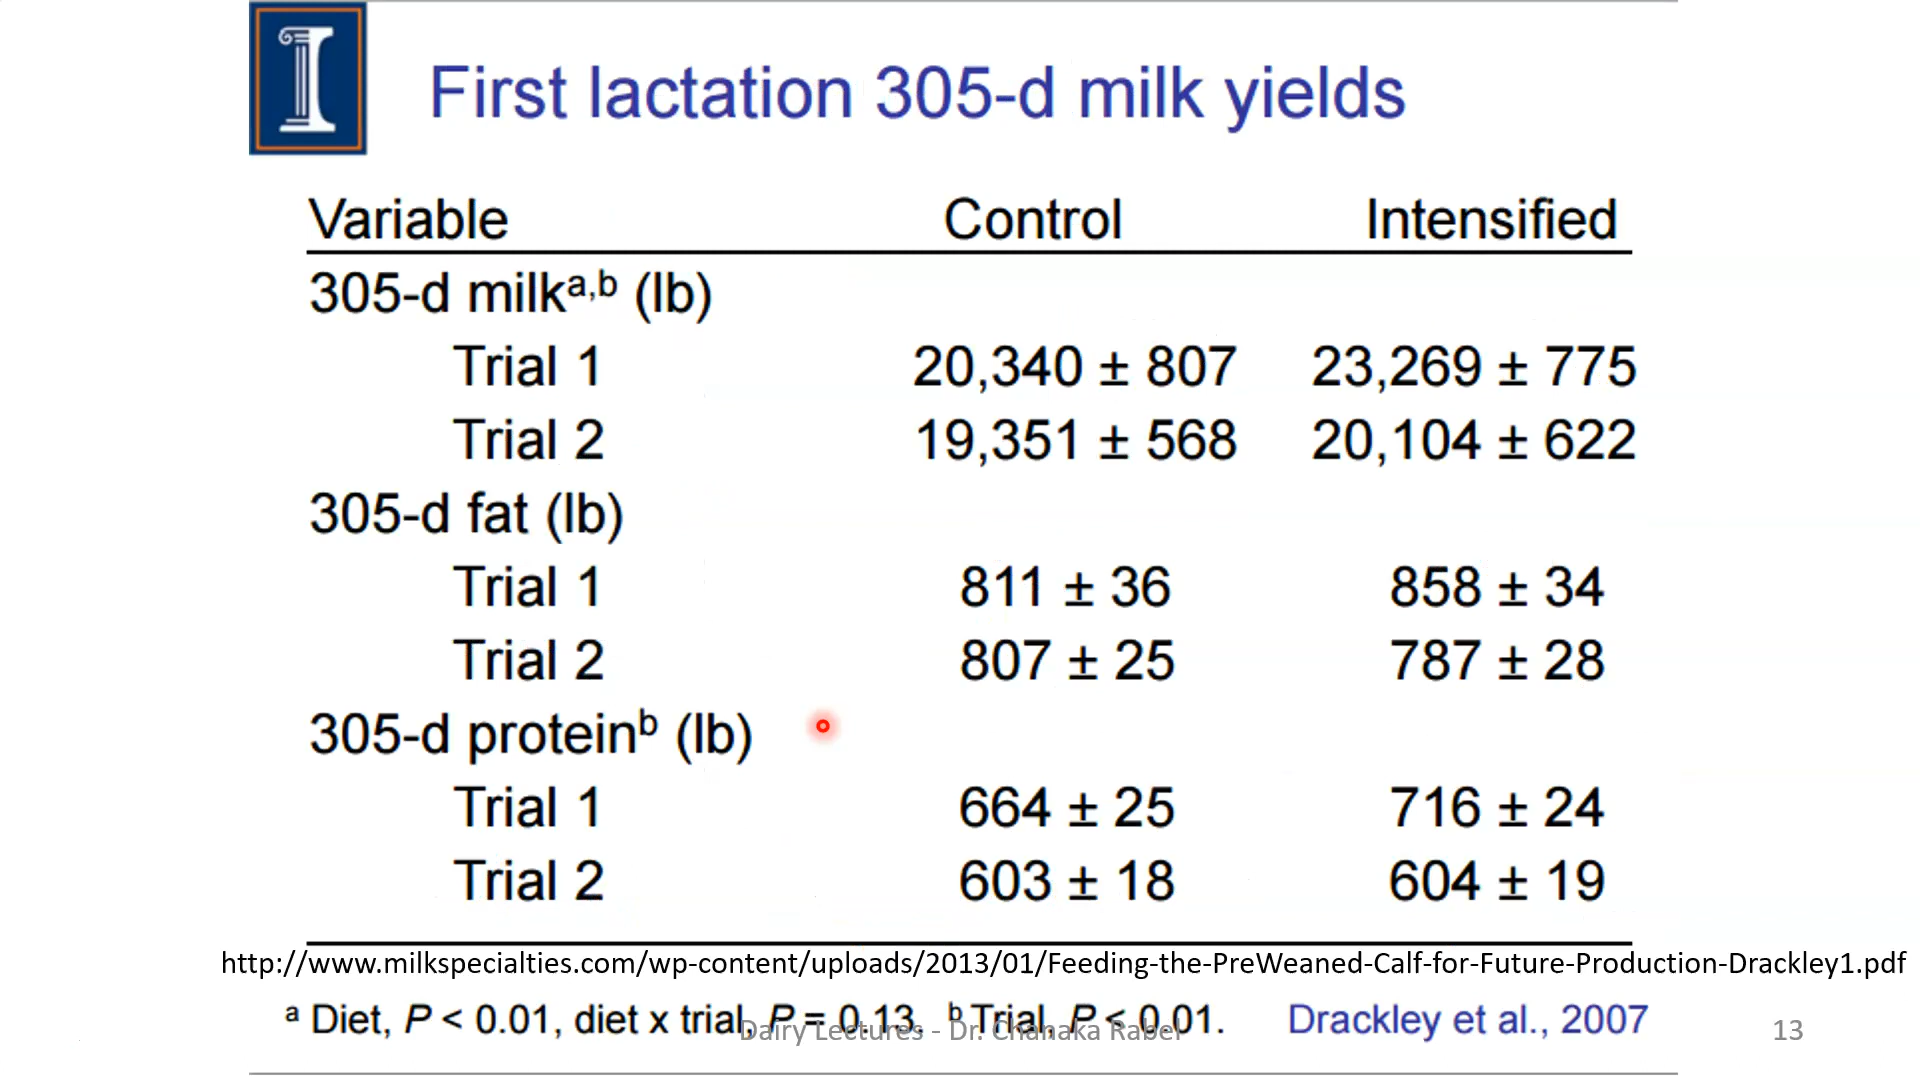 First lactation 305-d milk yields
Variable Control Intensified
305-d milka,b (lb)
Trial 1 20,340 ± 807 23,269 ± 775
Trial 2 19,351 ± 568 20,104 ± 622
305-d fat (lb)
Trial 1 811 ± 36 858 ± 34
Trial 2 807 ± 25 787 ± 28
305-d proteinb (lb)
Trial 1 664 ± 25 716 ± 24
Trial 2 603 ± 18 604 ± 19
http://www.milkspecialties.com/wp-content/uploads/2013/01/Feeding-the-PreWeaned-Calf-for-Future-Production-Drackley1.pdf
a Diet, P < 0.01, diet x trial, P = 0.13. b Trial, P < 0.01. Drackley et al., 2007
Dairy Lectures - Dr. Chanaka Rabel 13